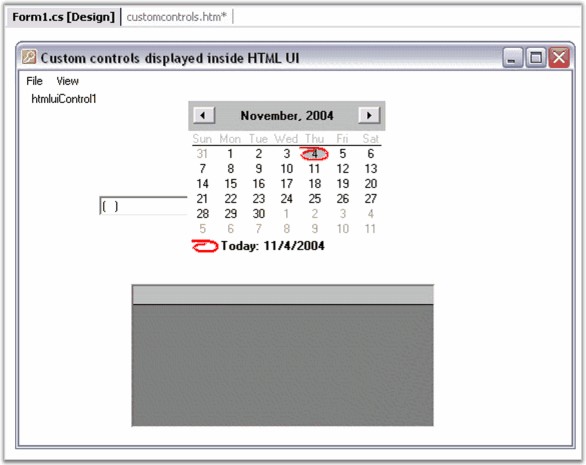 Form1.cs [Design] customcontrols.htm*
Custom controls displayed inside HTML UI
File View
htmluiControl1
November, 2004
Sun Mon Tue Wed Thu Fri Sat
31 1 2 3 4 5 6
7 8 9 10 11 12 13
14 15 16 17 18 19 20
21 22 23 24 25 26 27
( )
28 29 30 1 2 3 4
5 6 7 8 9 10 11
Today: 11/4/2004